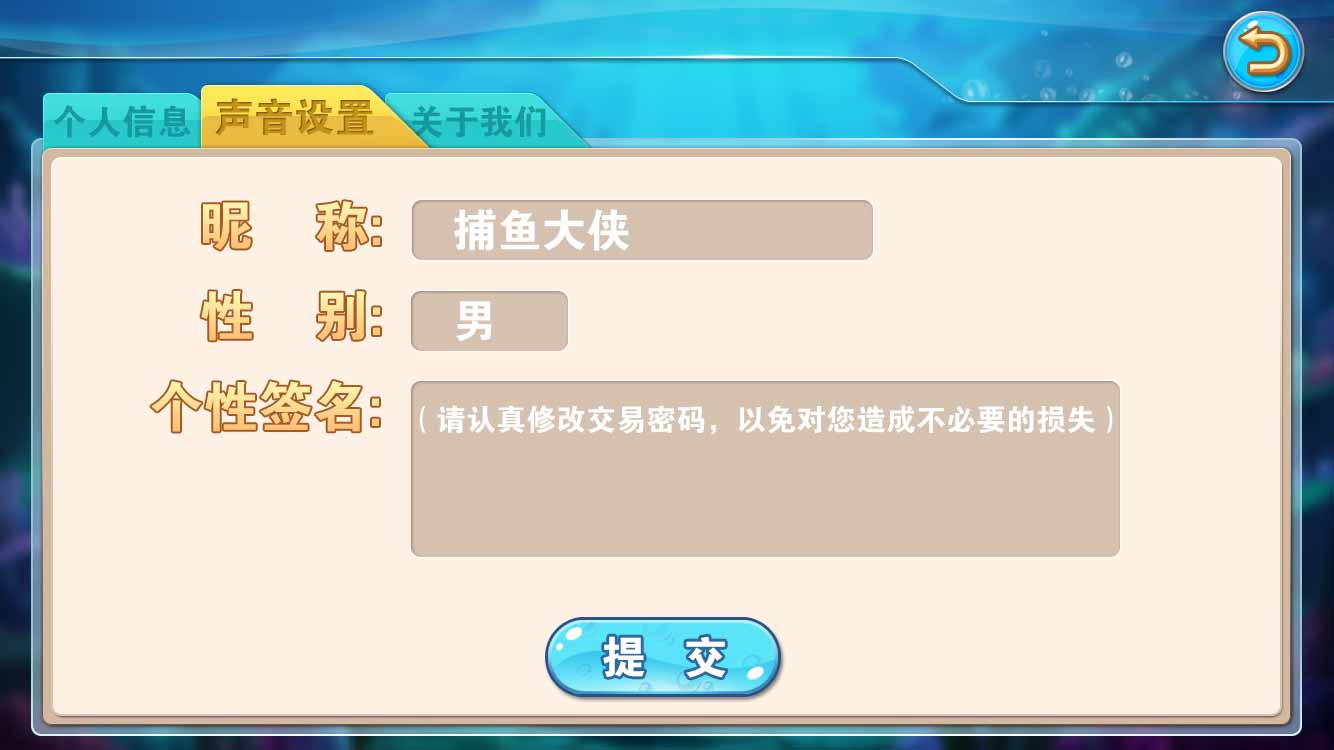 个人信息 声音设置 关于我们
昵 称: 捕鱼大侠
性 别: 男
个性签名: (请认真修改交易密码，以免对您造成不必要的损失)
提 交